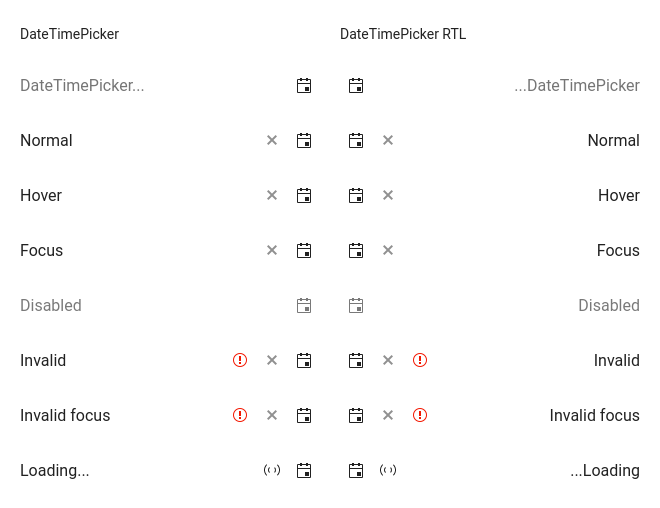 DateTimePicker DateTimePicker RTL
DateTimePicker... ...DateTimePicker
Normal Normal
Hover Hover
Focus Focus
Disabled Disabled
Invalid Invalid
Invalid focus Invalid focus
Loading... ...Loading